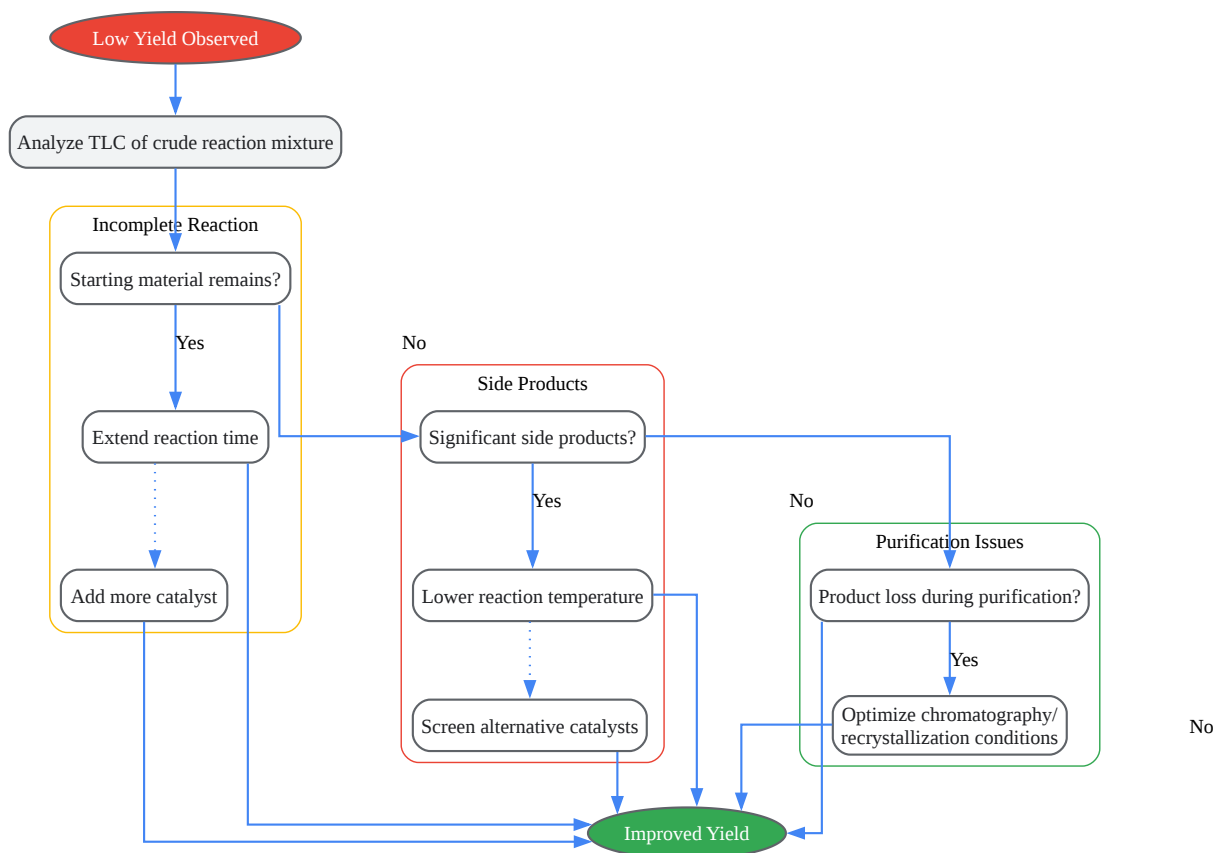 Low Yield Observed
Analyze TLC of crude reaction mixture
Incomplete Reaction
Starting material remains?
Yes
No
Side Products
Extend reaction time
Significant side products?
Yes
No
Purification Issues
Add more catalyst
Lower reaction temperature
Product loss during purification?
Yes
Optimize chromatography/
recrystallization conditions
Screen alternative catalysts
No
Improved Yield